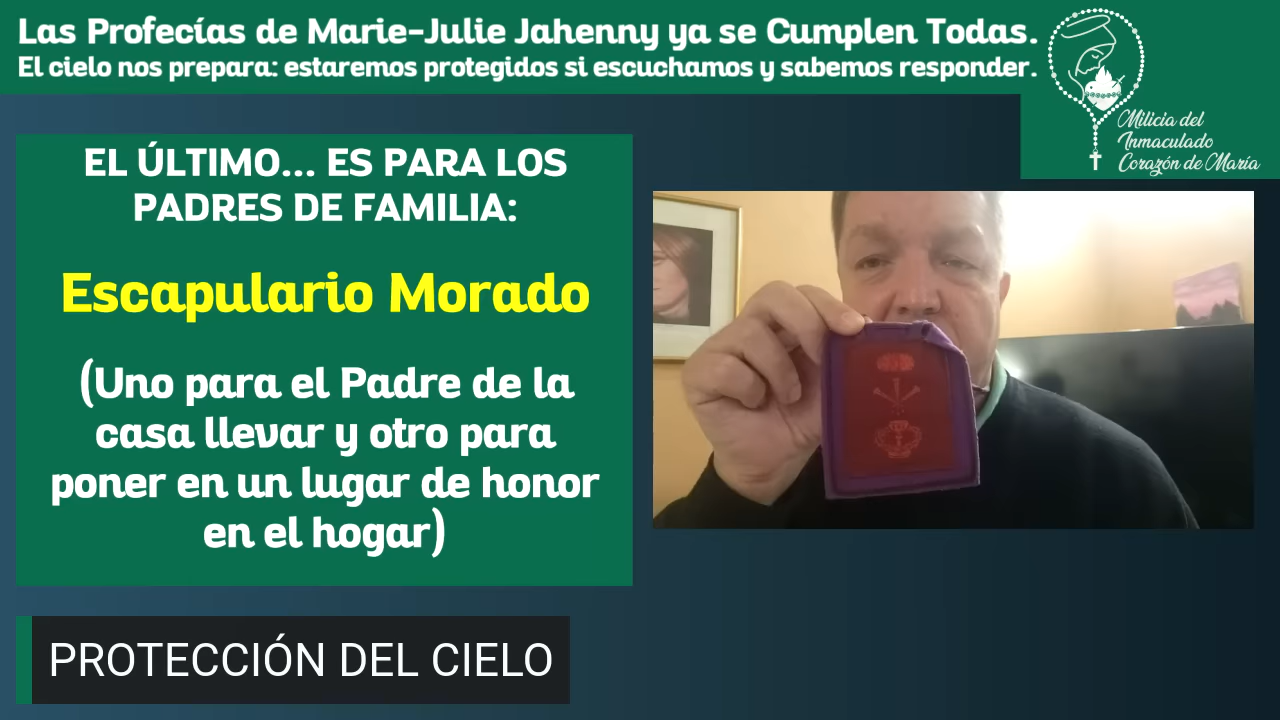 Las Profecías de Marie-Julie Jahenny ya se Cumplen Todas.
El cielo nos prepara: estaremos protegidos si escuchamos y sabemos responder.
Milicia del
Inmaculado
Corazón de María
EL ÚLTIMO... ES PARA LOS
PADRES DE FAMILIA:
Escapulario Morado
(Uno para el Padre de la
casa llevar y otro para
poner en un lugar de honor
en el hogar)
PROTECCIÓN DEL CIELO